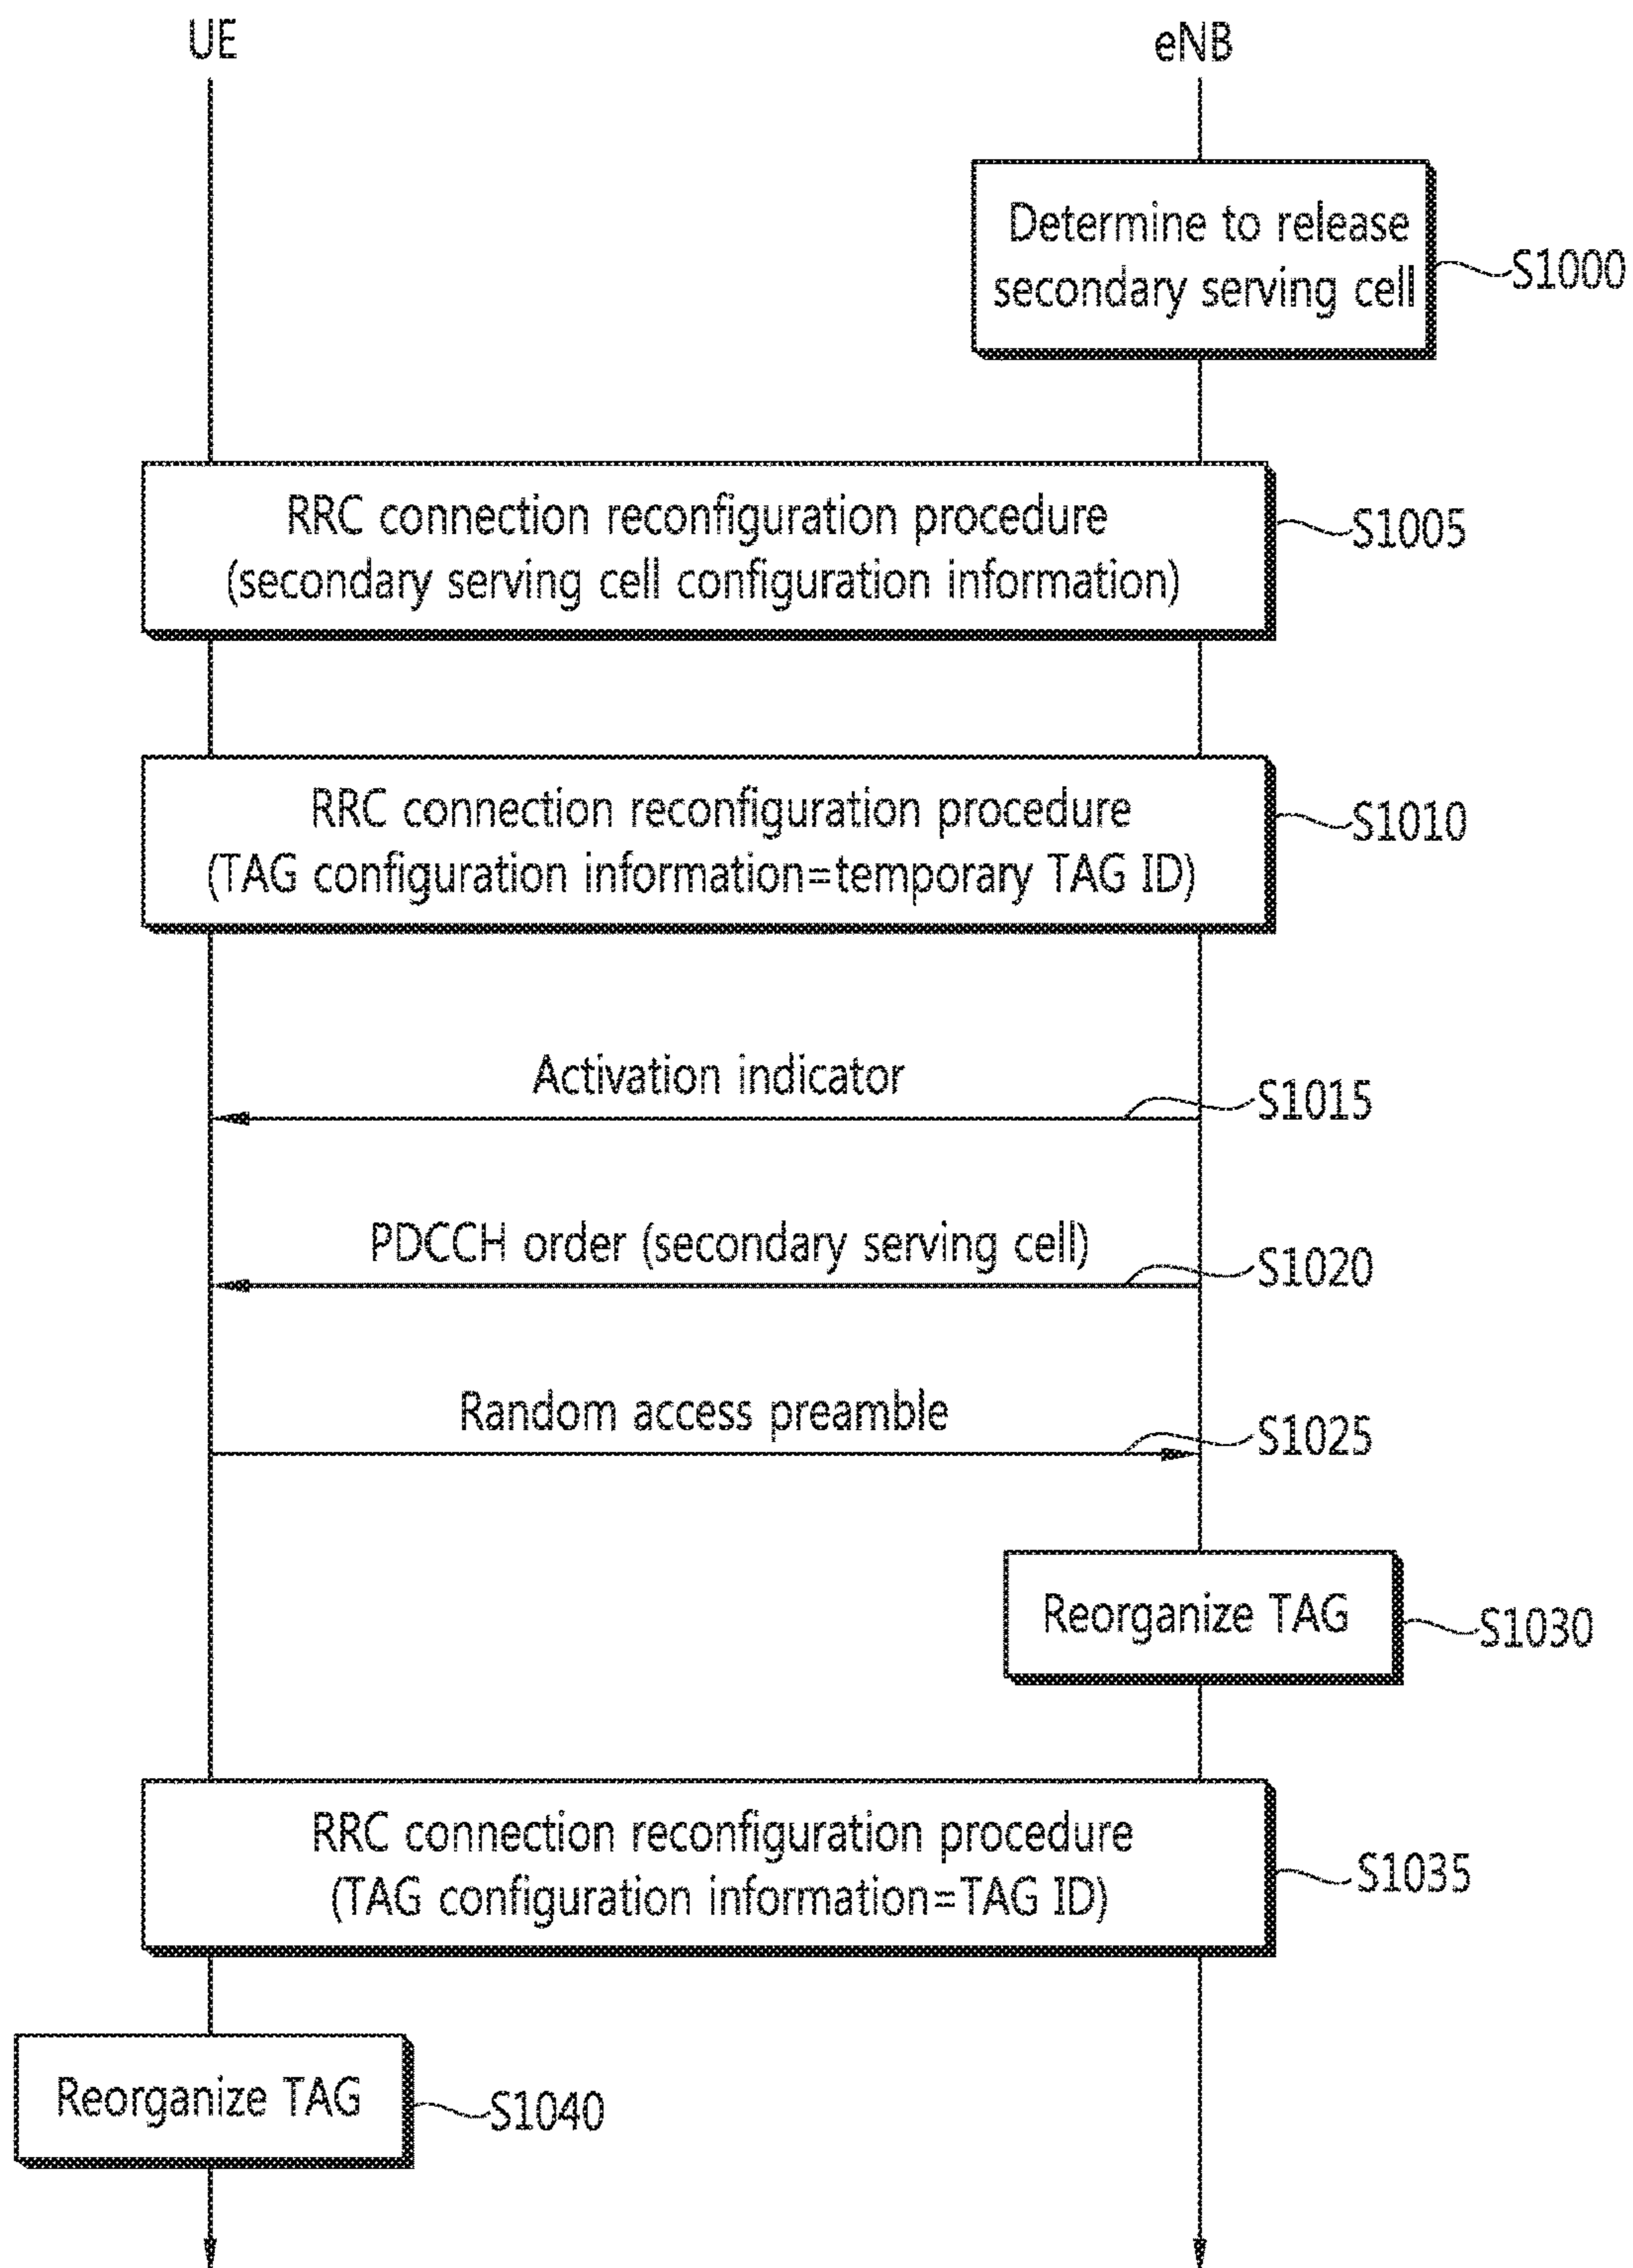 UE
eNB
Determine to release
secondary serving cell
S1000
RRC connection reconfiguration procedure
(secondary serving cell configuration information)
S1005
RRC connection reconfiguration procedure
(TAG configuration information=temporary TAG ID)
S1010
Activation indicator
S1015
PDCCH order (secondary serving cell)
S1020
Random access preamble
S1025
Reorganize TAG
S1030
RRC connection reconfiguration procedure
(TAG configuration information=TAG ID)
S1035
Reorganize TAG
S1040